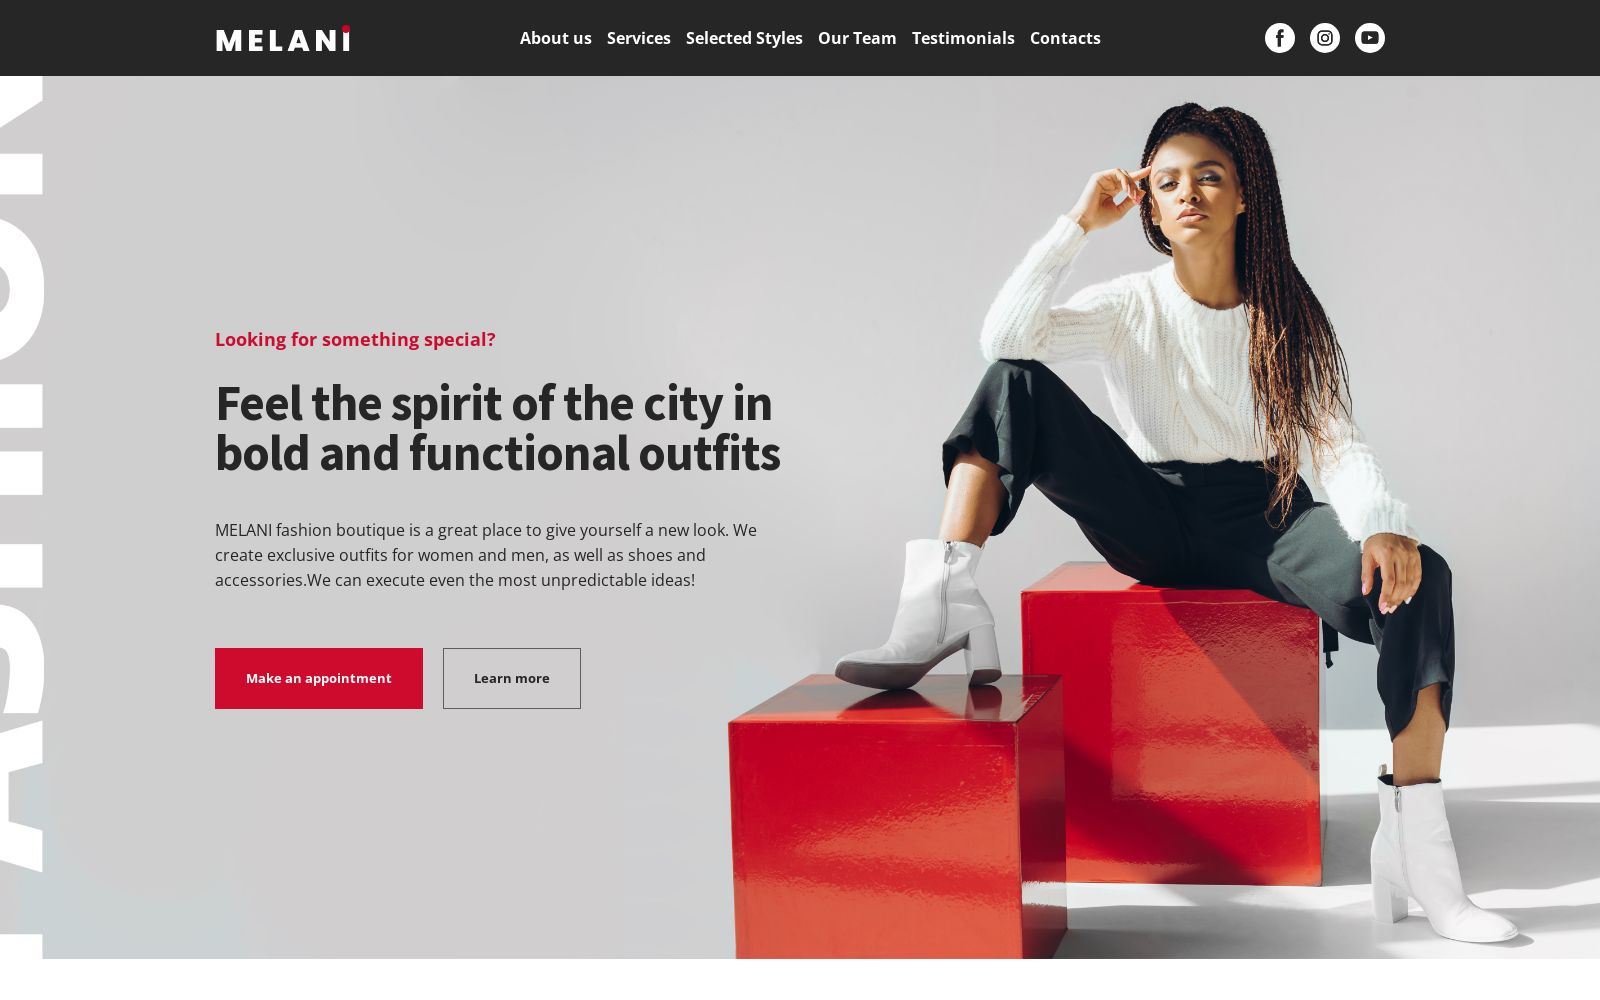 MELANI
About us Services Selected Styles Our Team Testimonials Contacts
FASHION
Looking for something special?
Feel the spirit of the city in
bold and functional outfits
MELANI fashion boutique is a great place to give yourself a new look. We
create exclusive outfits for women and men, as well as shoes and
accessories.We can execute even the most unpredictable ideas!
Make an appointment Learn more